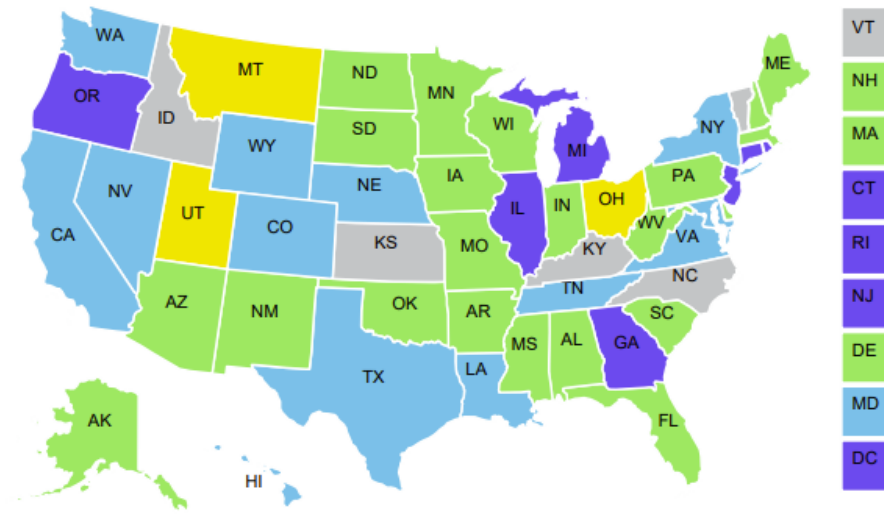 WA
MT
ND
MN
ME
VT
OR
ID
SD
WI
MI
NY
NH
WY
IA
PA
MA
NV
NE
IL
IN
OH
CT
UT
CO
WV
VA
CA
KS
MO
KY
RI
NC
TN
AZ
NM
OK
AR
SC
NJ
MS
AL
GA
DE
TX
LA
FL
MD
AK
HI
DC